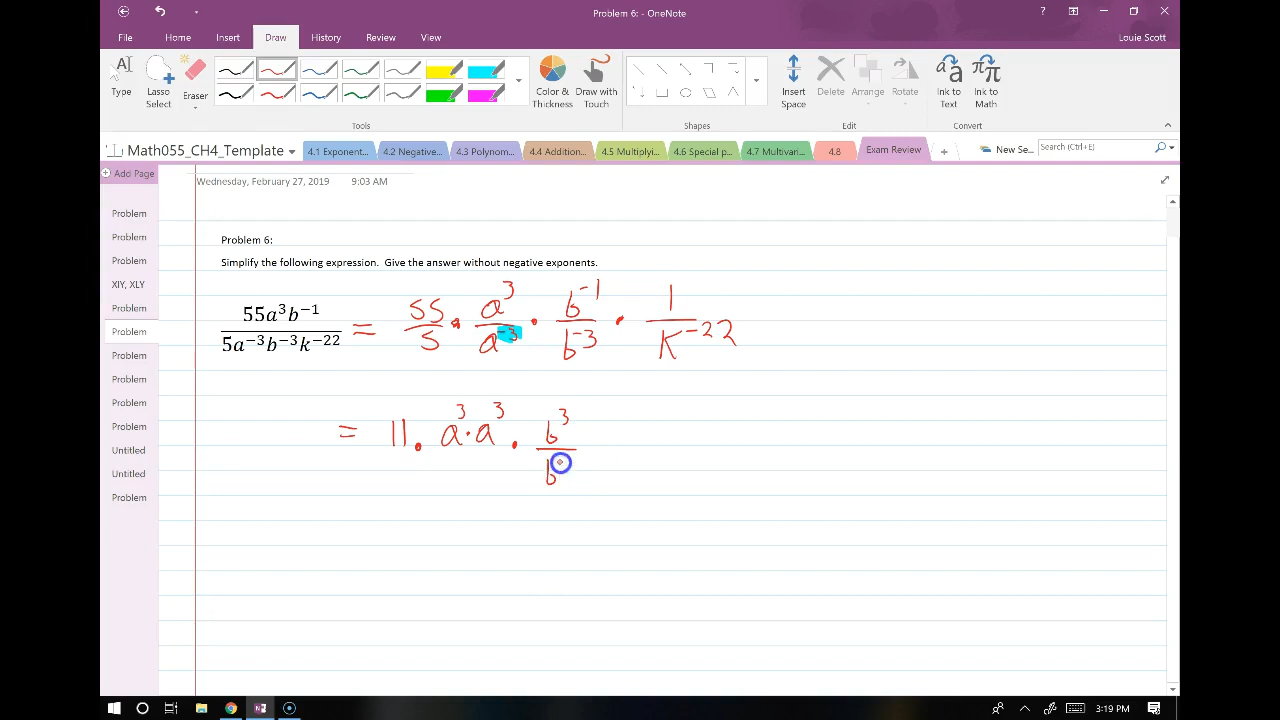 Problem 6: - OneNote
?
Louie Scott
File Home Insert Draw History Review View
Type Lasso Select Eraser Color & Thickness Draw with Touch Insert Space Delete Arrange Rotate Ink to Text Ink to Math
Tools Shapes Edit Convert
Math055_CH4_Template 4.1 Exponent... 4.2 Negative... 4.3 Polynom... 4.4 Addition... 4.5 Multiplyi... 4.6 Special p... 4.7 Multivari... 4.8 Exam Review + New Se... Search (Ctrl+E)
Add Page
Wednesday, February 27, 2019 9:03 AM
Problem
Problem
Problem
XIY, XLY
Problem
Problem
Problem
Problem
Problem
Problem
Untitled
Untitled
Problem
Problem 6:
Simplify the following expression. Give the answer without negative exponents.
55a³b⁻¹ / 5a⁻³b⁻³k⁻²² = 55/5 · a³/a⁻³ · b⁻¹/b⁻³ · 1/K⁻²²
= 11 · a³ · a³ · b³/b
3:19 PM